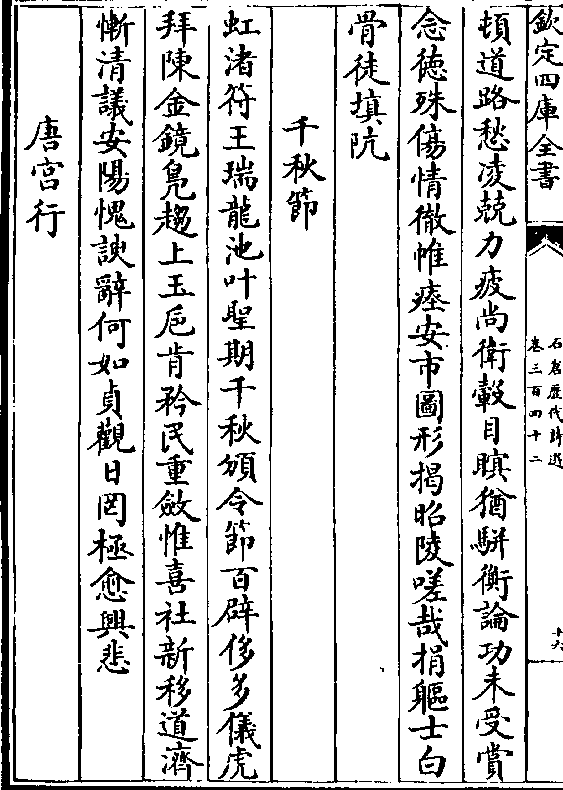 欽定四庫全書
石倉歷代詩選
卷三百四十二
十六
頓道路愁凌兢力疲尚衛轂目瞑猶駢衡論功未受賞
念德殊傷情徹帷瘞安市圖形揭昭陵嗟哉捐軀士白
骨徒填阬
千秋節
虹渚符王瑞龍池叶聖期千秋頒令節百辟侈多儀虎
拜陳金鏡鳧趨上玉巵肯矜民重斂惟喜社新移道濟
慚清議安陽愧諛辭何如貞觀日罔極愈興悲
唐宮行